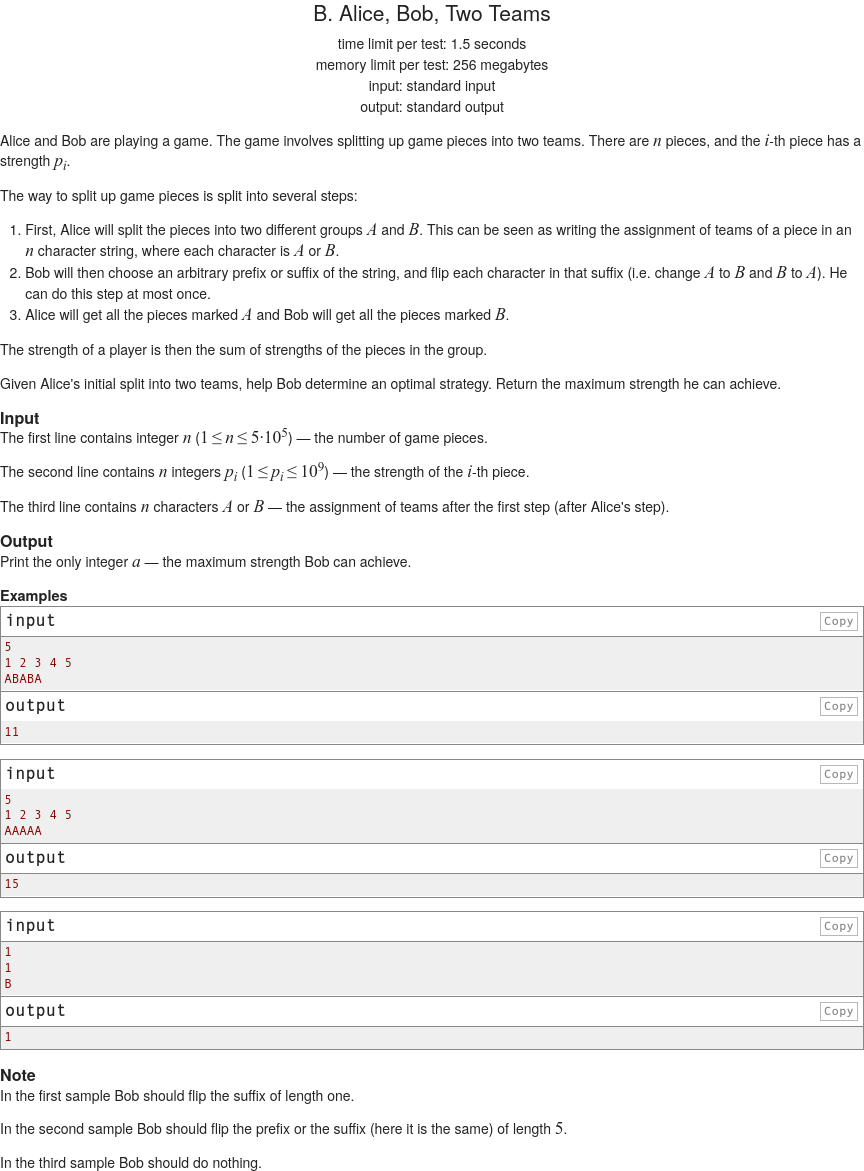 B. Alice, Bob, Two Teams
time limit per test: 1.5 seconds
memory limit per test: 256 megabytes
input: standard input
output: standard output
Alice and Bob are playing a game. The game involves splitting up game pieces into two teams. There are n pieces, and the i-th piece has a
strength pᵢ.
The way to split up game pieces is split into several steps:
1. First, Alice will split the pieces into two different groups A and B. This can be seen as writing the assignment of teams of a piece in an
n character string, where each character is A or B.
2. Bob will then choose an arbitrary prefix or suffix of the string, and flip each character in that suffix (i.e. change A to B and B to A). He
can do this step at most once.
3. Alice will get all the pieces marked A and Bob will get all the pieces marked B.
The strength of a player is then the sum of strengths of the pieces in the group.
Given Alice's initial split into two teams, help Bob determine an optimal strategy. Return the maximum strength he can achieve.
Input
The first line contains integer n (1 ≤ n ≤ 5·10⁵) — the number of game pieces.
The second line contains n integers pᵢ (1 ≤ pᵢ ≤ 10⁹) — the strength of the i-th piece.
The third line contains n characters A or B — the assignment of teams after the first step (after Alice's step).
Output
Print the only integer a — the maximum strength Bob can achieve.
Examples
input Copy
5
1 2 3 4 5
ABABA
output Copy
11
input Copy
5
1 2 3 4 5
AAAAA
output Copy
15
input Copy
1
1
B
output Copy
1
Note
In the first sample Bob should flip the suffix of length one.
In the second sample Bob should flip the prefix or the suffix (here it is the same) of length 5.
In the third sample Bob should do nothing.